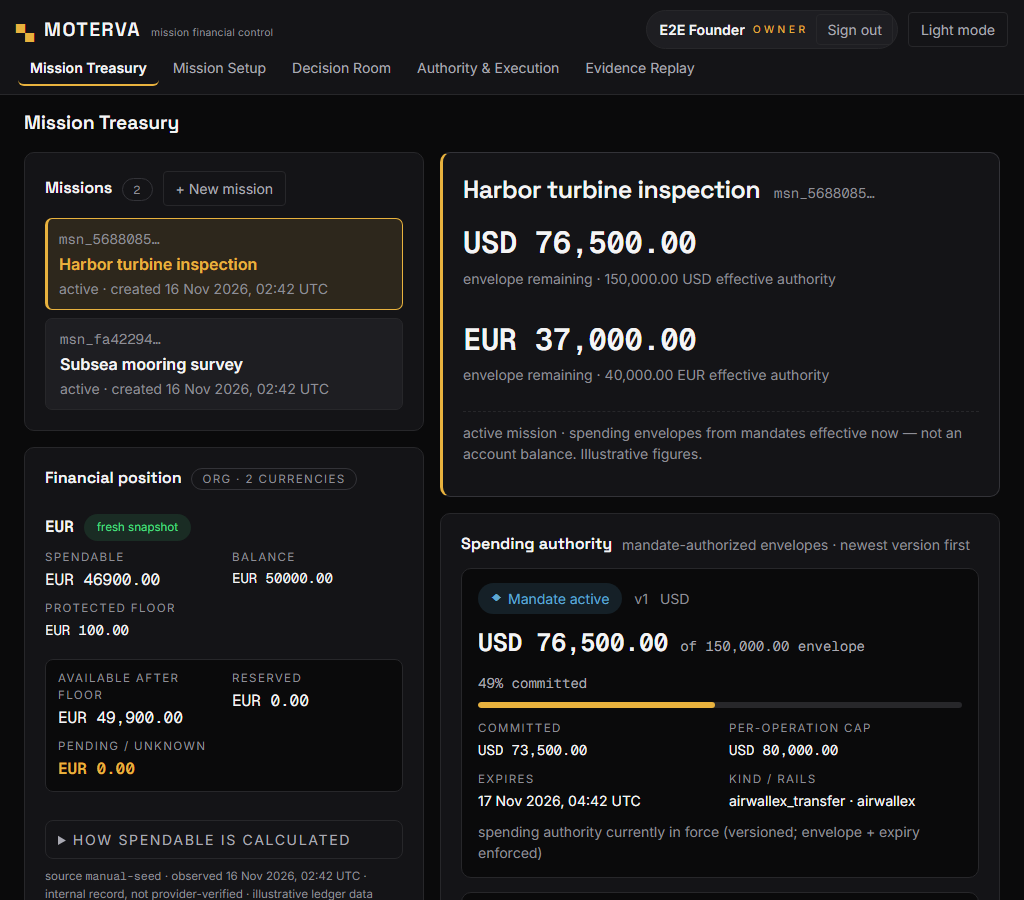 MOTERVA mission financial control
E2E Founder OWNER Sign out Light mode
Mission Treasury Mission Setup Decision Room Authority & Execution Evidence Replay
Mission Treasury
Missions 2 + New mission
msn_5688085…
Harbor turbine inspection
active · created 16 Nov 2026, 02:42 UTC
msn_fa42294…
Subsea mooring survey
active · created 16 Nov 2026, 02:42 UTC
Financial position ORG · 2 CURRENCIES
EUR fresh snapshot
SPENDABLE BALANCE
EUR 46900.00 EUR 50000.00
PROTECTED FLOOR
EUR 100.00
AVAILABLE AFTER FLOOR RESERVED
EUR 49,900.00 EUR 0.00
PENDING / UNKNOWN
EUR 0.00
▶ HOW SPENDABLE IS CALCULATED
source manual-seed · observed 16 Nov 2026, 02:42 UTC ·
internal record, not provider-verified · illustrative ledger data
Harbor turbine inspection msn_5688085…
USD 76,500.00
envelope remaining · 150,000.00 USD effective authority
EUR 37,000.00
envelope remaining · 40,000.00 EUR effective authority
active mission · spending envelopes from mandates effective now — not an
account balance. Illustrative figures.
Spending authority mandate-authorized envelopes · newest version first
Mandate active v1 USD
USD 76,500.00 of 150,000.00 envelope
49% committed
COMMITTED PER-OPERATION CAP
USD 73,500.00 USD 80,000.00
EXPIRES KIND / RAILS
17 Nov 2026, 04:42 UTC airwallex_transfer · airwallex
spending authority currently in force (versioned; envelope + expiry
enforced)